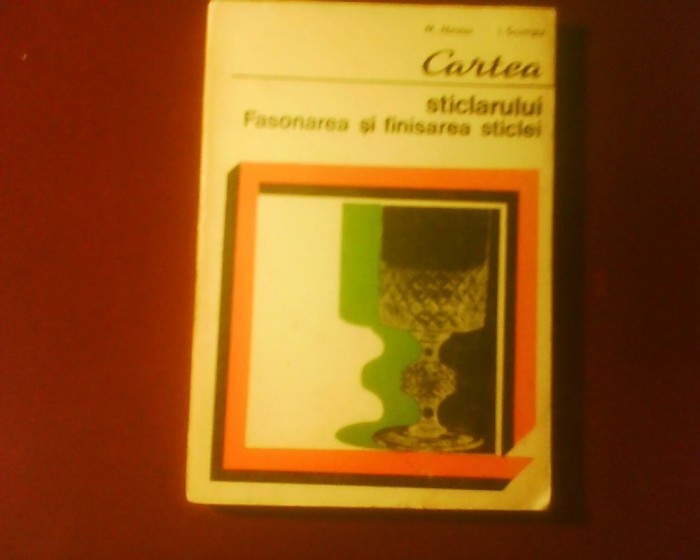 Cartea
sticlarului
Fasonarea și finisarea sticlei